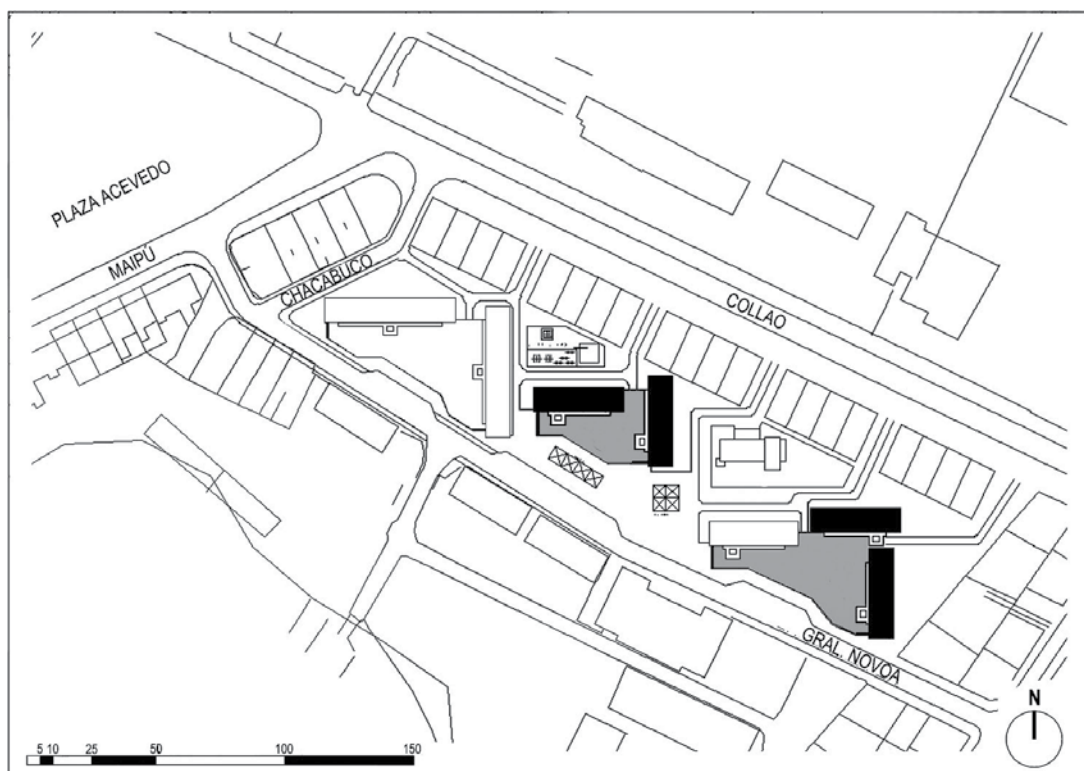 PLAZA ACEVEDO
MAIPÚ
CHACABUCO
COLLAO
GRAL. NOVOA
N
5 10 25 50 100 150